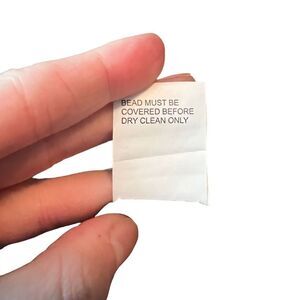 BEAD MUST BE
COVERED BEFORE
DRY CLEAN ONLY